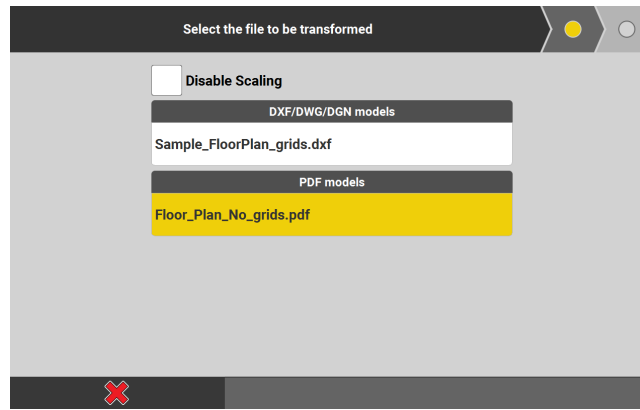 Select the file to be transformed
Disable Scaling
DXF/DWG/DGN models
Sample_FloorPlan_grids.dxf
PDF models
Floor_Plan_No_grids.pdf